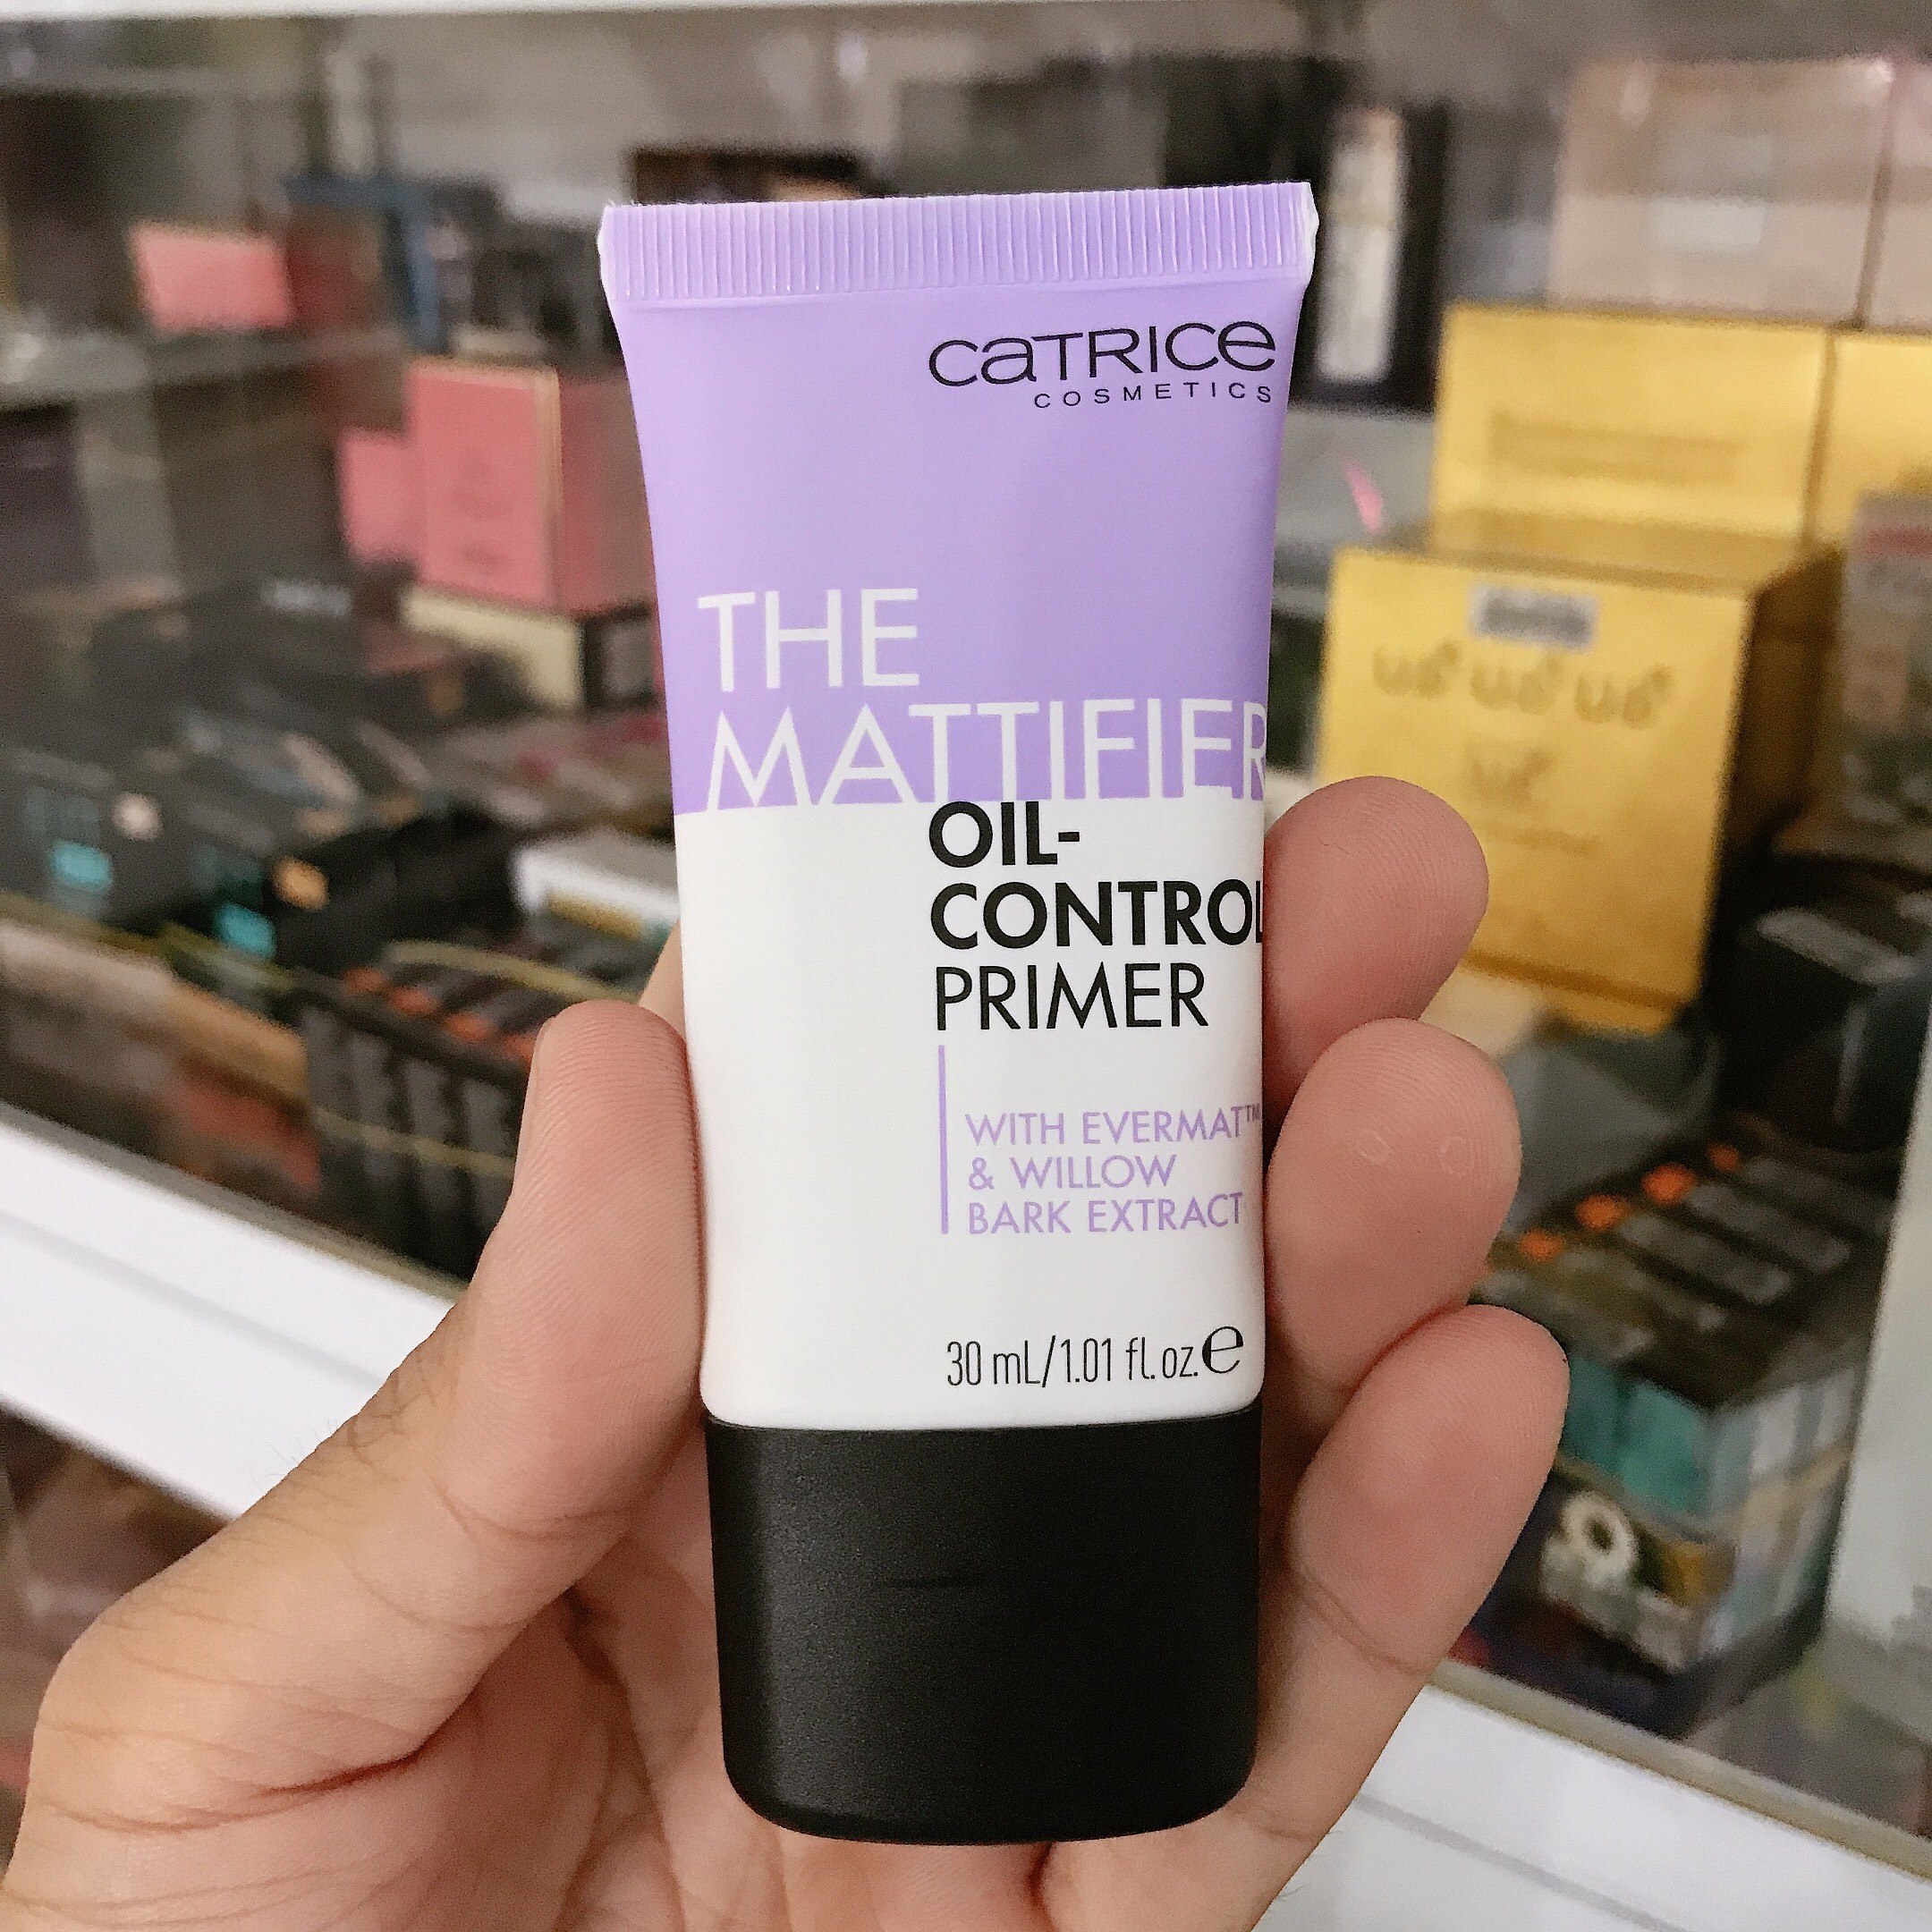 CATRICE
COSMETICS
THE
MATTIFIER
OIL-
CONTROL
PRIMER
WITH EVERMAT™
& WILLOW
BARK EXTRACT
30 mL/1.01 fl.oz.℮